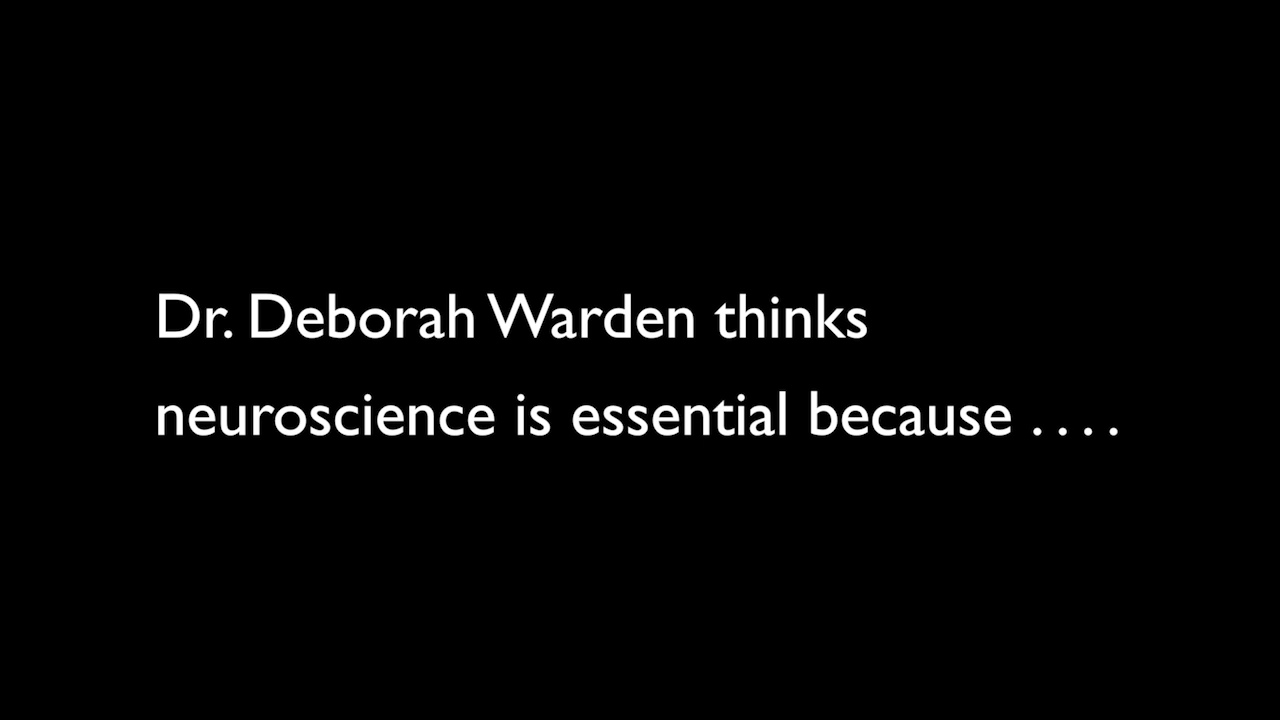 Dr. Deborah Warden thinks
neuroscience is essential because . . . .